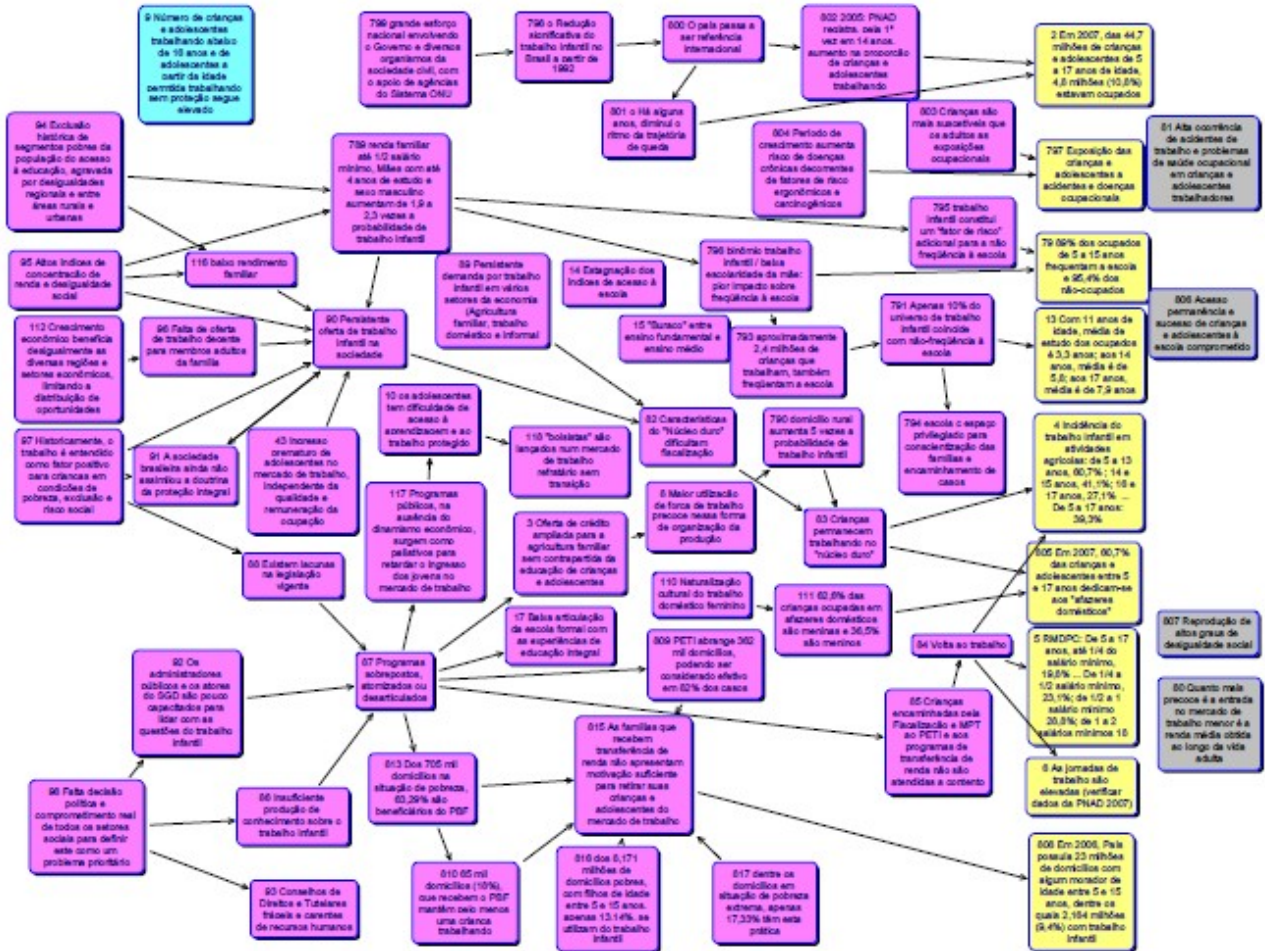 9 Número de crianças
e adolescentes
trabalhando abaixo
de 16 anos e de
adolescentes a
partir da idade
permitida trabalhando
sem proteção segue
elevado
799 grande esforço
nacional envolvendo
o Governo e diversos
organismos da
sociedade civil, com
o apoio de agências
do Sistema ONU
798 o Redução
significativa do
trabalho infantil no
Brasil a partir de
1992
800 O país passa a
ser referência
internacional
802 2005: PNAD
registra, pela 1ª
vez em 14 anos,
aumento na proporção
de crianças e
adolescentes
trabalhando
2 Em 2007, das 44,7
milhões de crianças
e adolescentes de 5
a 17 anos de idade,
4,8 milhões (10,8%)
estavam ocupados
801 o Há alguns
anos, diminui o
ritmo da trajetória
de queda
803 Crianças são
mais suscetíveis que
os adultos as
exposições
ocupacionais
804 Período de
crescimento aumenta
risco de doenças
crônicas decorrentes
de fatores de risco
ergonômicos e
carcinogênicos
797 Exposição das
crianças e
adolescentes a
acidentes e doenças
ocupacionais
81 Alta ocorrência
de acidentes de
trabalho e problemas
de saúde ocupacional
em crianças e
adolescentes
trabalhadores
94 Exclusão
histórica de
segmentos pobres da
população do acesso
à educação, agravada
por desigualdades
regionais e entre
áreas rurais e
urbanas
789 renda familiar
até 1/2 salário
mínimo, Mães com até
4 anos de estudo e
sexo masculino
aumentam de 1,9 a
2,3 vezes a
probabilidade de
trabalho infantil
795 trabalho
infantil constitui
um "fator de risco"
adicional para a não
freqüência à escola
95 Altos índices de
concentração de
renda e desigualdade
social
116 baixo rendimento
familiar
89 Persistente
demanda por trabalho
infantil em vários
setores da economia
(Agricultura
familiar, trabalho
doméstico e informal
14 Estagnação dos
índices de acesso à
escola
796 binômio trabalho
infantil / baixa
escolaridade da mãe:
pior impacto sobre
freqüência à escola
79 89% dos ocupados
de 5 a 15 anos
frequentam a escola
e 95,4% dos
não-ocupados
112 Crescimento
econômico beneficia
desigualmente as
diversas regiões e
setores econômicos,
limitando a
distribuição de
oportunidades
96 Falta de oferta
de trabalho decente
para membros adultos
da família
90 Persistente
oferta de trabalho
infantil na
sociedade
15 "Buraco" entre
ensino fundamental e
ensino médio
793 aproximadamente
2,4 milhões de
crianças que
trabalham, também
freqüentam a escola
791 Apenas 10% do
universo de trabalho
infantil coincide
com não-freqüência à
escola
13 Com 11 anos de
idade, média de
estudo dos ocupados
é 3,3 anos; aos 14
anos, média é de
5,8; aos 17 anos,
média é de 7,9 anos
806 Acesso
permanência e
sucesso de crianças
e adolescentes à
escola comprometido
97 Historicamente, o
trabalho é entendido
como fator positivo
para crianças em
condições de
pobreza, exclusão e
risco social
91 A sociedade
brasileira ainda não
assimilou a doutrina
da proteção integral
43 Ingresso
prematuro de
adolescentes no
mercado de trabalho,
independente da
qualidade e
remuneração da
ocupação
10 os adolescentes
tem dificuldade de
acesso à
aprendizagem e ao
trabalho protegido
118 "bolsistas" são
lançados num mercado
de trabalho
refratário sem
transição
82 Características
do "Núcleo duro"
dificultam
fiscalização
790 domicílio rural
aumenta 5 vezes a
probabilidade de
trabalho infantil
794 escola
espaço
privilegiado para
conscientização das
famílias e
encaminhamento de
casos
4 Incidência do
trabalho infantil em
atividades
agrícolas: de 5 a 13
anos, 60,7% ; 14 e
15 anos, 41,1%; 16 e
17 anos, 27,1% ...
De 5 a 17 anos:
39,3%
117 Programas
públicos, na
ausência do
dinamismo econômico,
surgem como
paliativos para
retardar o ingresso
dos jovens no
mercado de trabalho
3 Oferta de crédito
ampliada para a
agricultura familiar
sem contrapartida da
educação de crianças
e adolescentes
8 Maior utilização
de força de trabalho
precoce nessa forma
de organização da
produção
83 Crianças
permanecem
trabalhando no
"núcleo duro"
88 Existem lacunas
na legislação
vigente
110 Naturalização
cultural do trabalho
doméstico feminino
111 62,6% das
crianças ocupadas em
afazeres domésticos
são meninas e 36,5%
são meninos
805 Em 2007, 60,7%
das crianças e
adolescentes entre 5
e 17 anos dedicam-se
aos "afazeres
domésticos"
17 Baixa articulação
da escola formal com
as experiências de
educação integral
809 PETI abrange 362
mil domicílios,
podendo ser
considerado efetivo
em 82% dos casos
84 Volta ao trabalho
807 Reprodução de
altos graus de
desigualdade social
92 Os
administradores
públicos e os atores
do SGD são pouco
capacitados para
lidar com as
questões do trabalho
infantil
87 Programas
sobrepostos,
atomizados ou
desarticulados
5 RMDPC: De 5 a 17
anos, até 1/4 do
salário mínimo,
19,8% ... De 1/4 a
1/2 salário mínimo,
23,1%; de 1/2 a 1
salário mínimo
28,8%; de 1 a 2
salários mínimos 18
80 Quanto mais
precoce é a entrada
no mercado de
trabalho menor é a
renda média obtida
ao longo da vida
adulta
85 Crianças
encaminhadas pela
Fiscalização e MPT
ao PETI e aos
programas de
transferência de
renda não são
atendidas a contento
815 As famílias que
recebem
transferência de
renda não apresentam
motivação suficiente
para retirar suas
crianças e
adolescentes do
mercado de trabalho
813 Dos 705 mil
domicílios na
situação de pobreza,
63,29% são
beneficiários do PBF
6 As jornadas de
trabalho são
elevadas (verificar
dados da PNAD 2007)
98 Falta decisão
política e
comprometimento real
de todos os setores
sociais para definir
este como um
problema prioritário
86 Insuficiente
produção de
conhecimento sobre o
trabalho infantil
93 Conselhos de
Direitos e Tutelares
frágeis e carentes
de recursos humanos
810 65 mil
domicílios (18%),
que recebem o PBF
mantêm pelo menos
uma criança
trabalhando
816 dos 8,171
milhões de
domicílios pobres,
com filhos de idade
entre 5 e 15 anos,
apenas 13,14%, se
utilizam do trabalho
infantil
817 dentre os
domicílios em
situação de pobreza
extrema, apenas
17,33% têm esta
prática
808 Em 2006, País
possuía 23 milhões
de domicílios com
algum morador de
idade entre 5 e 15
anos, dentre os
quais 2,164 milhões
(9,4%) com trabalho
infantil